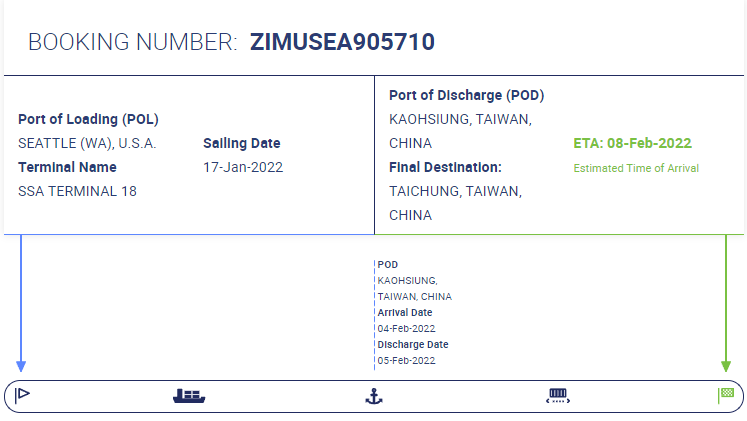 BOOKING NUMBER: ZIMUSEA905710
Port of Loading (POL)
SEATTLE (WA), U.S.A.
Terminal Name
SSA TERMINAL 18
Sailing Date
17-Jan-2022
Port of Discharge (POD)
KAOHSIUNG, TAIWAN,
CHINA
Final Destination:
TAICHUNG, TAIWAN,
CHINA
ETA: 08-Feb-2022
Estimated Time of Arrival
POD
KAOHSIUNG,
TAIWAN, CHINA
Arrival Date
04-Feb-2022
Discharge Date
05-Feb-2022